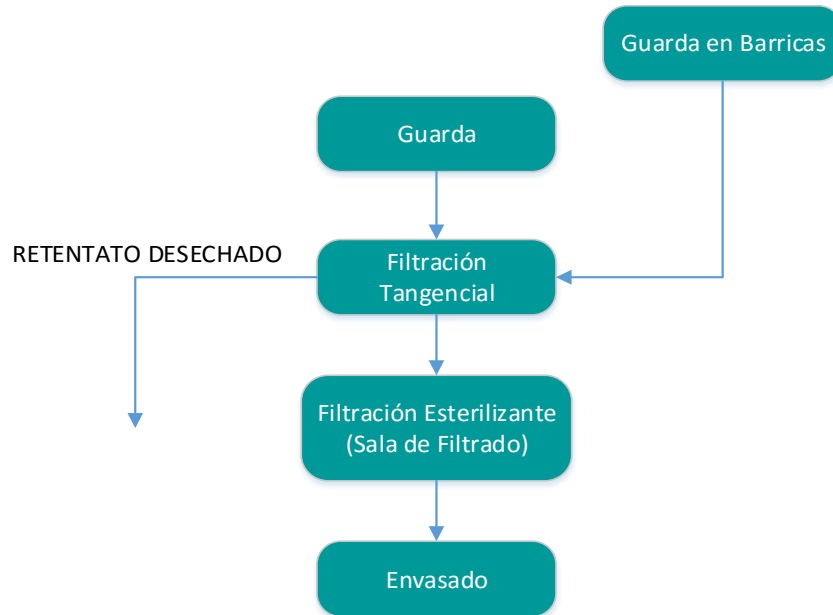 Guarda en Barricas
Guarda
RETENTATO DESECHADO
Filtración
Tangencial
Filtración Esterilizante
(Sala de Filtrado)
Envasado